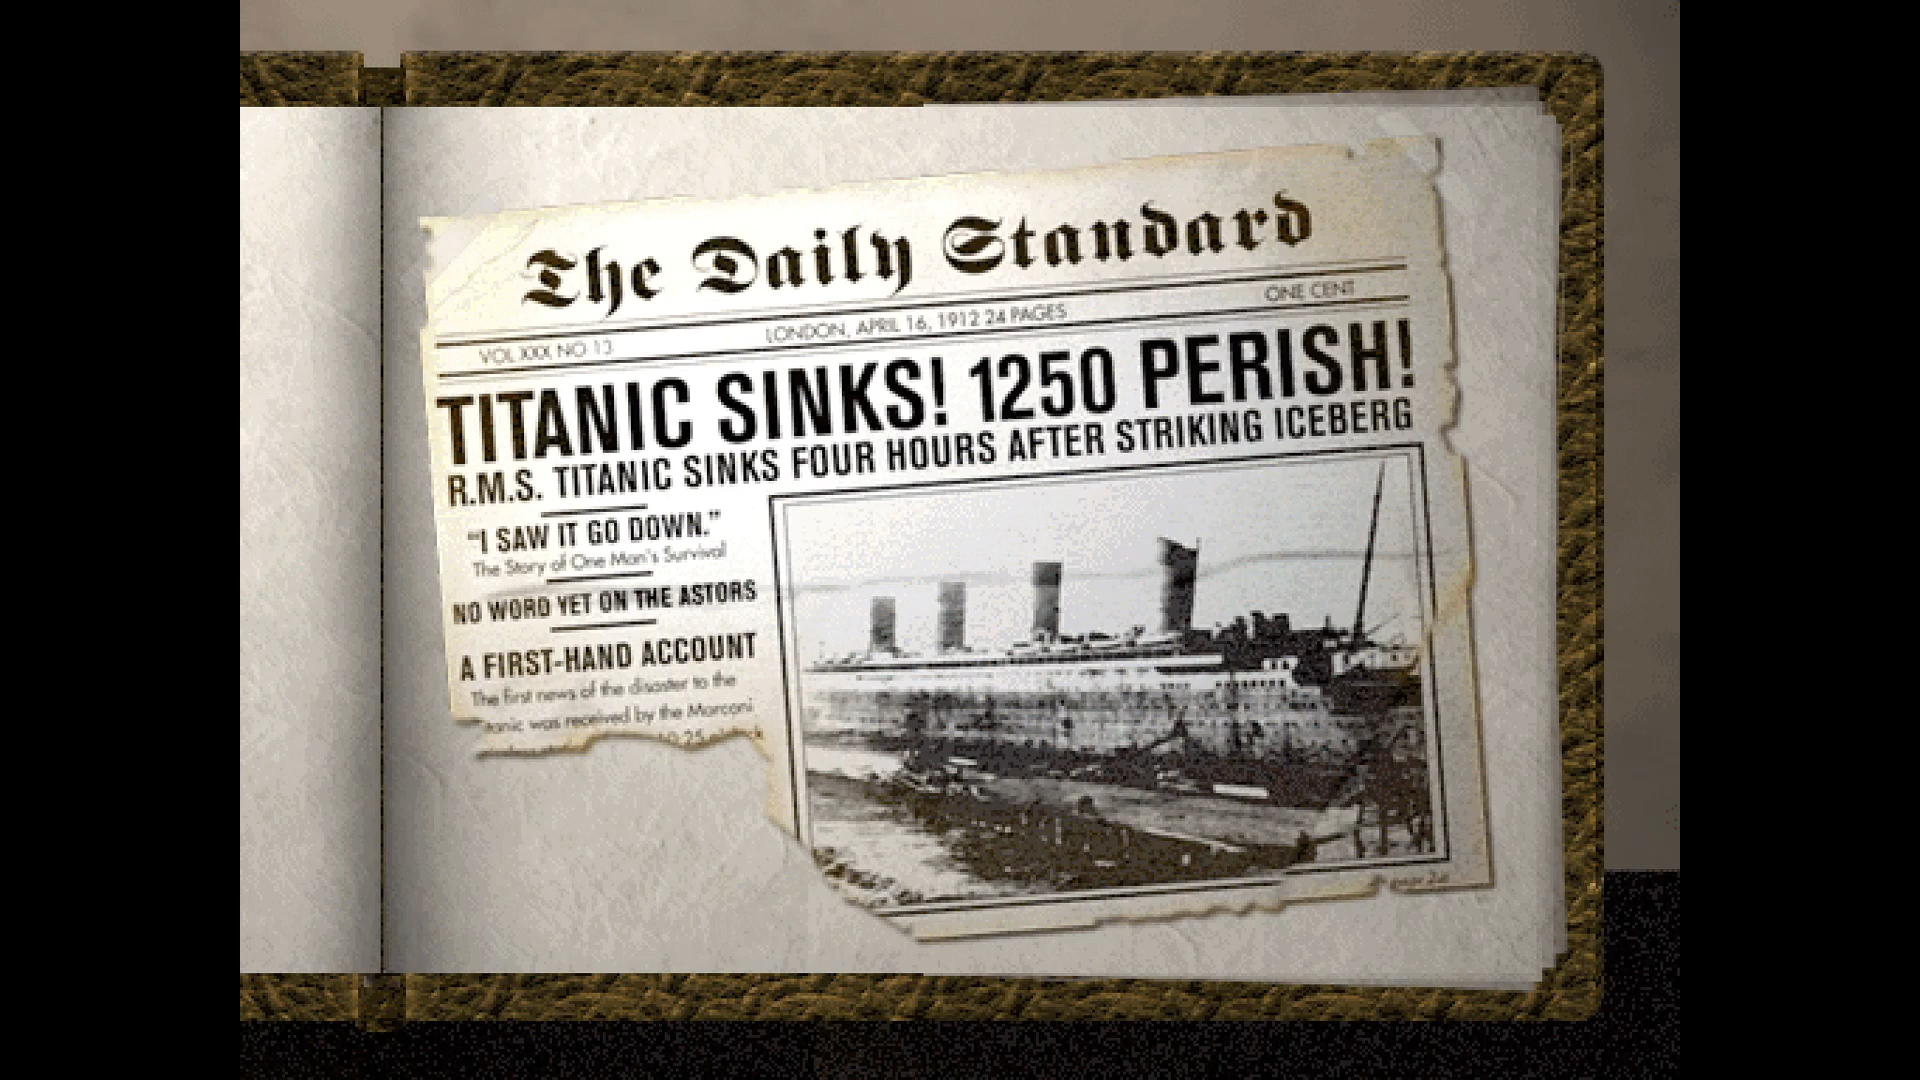 The Daily Standard
VOL XXX NO 13 LONDON, APRIL 16, 1912 24 PAGES ONE CENT
TITANIC SINKS! 1250 PERISH!
R.M.S. TITANIC SINKS FOUR HOURS AFTER STRIKING ICEBERG
“I SAW IT GO DOWN.”
The Story of One Man's Survival
NO WORD YET ON THE ASTORS
A FIRST-HAND ACCOUNT
The first news of the disaster to the
tanic was received by the Marconi